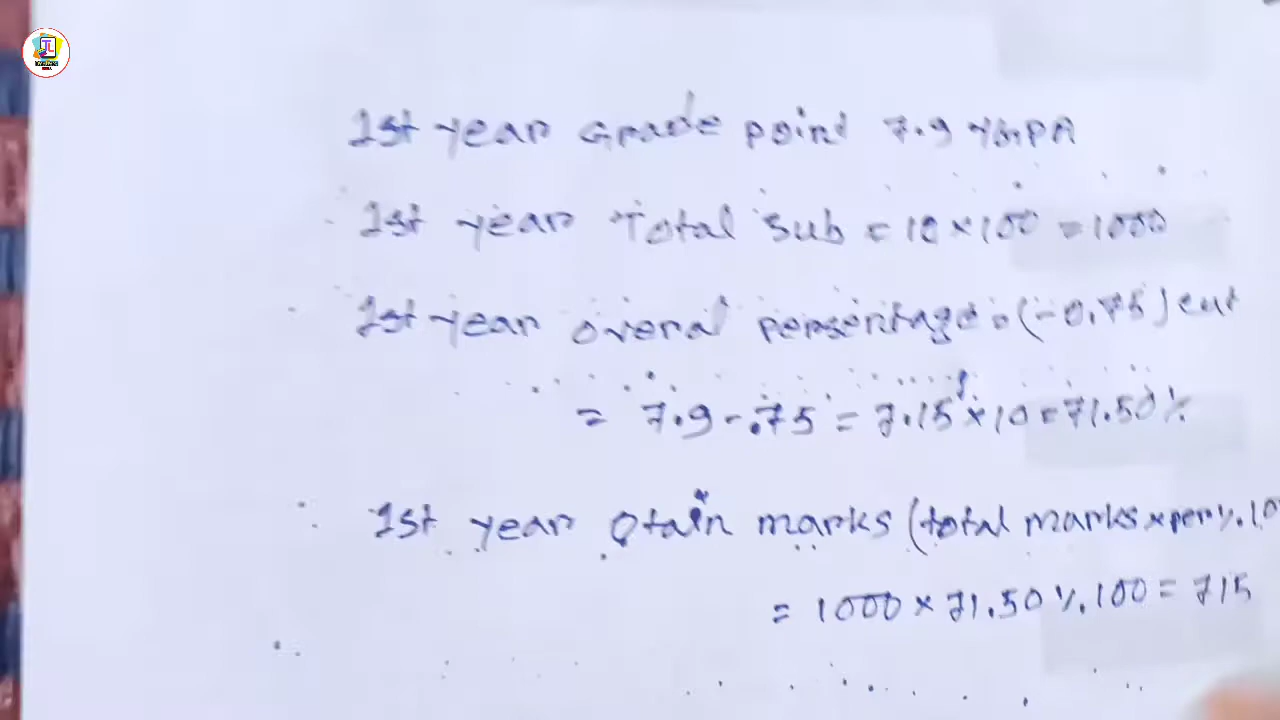 1st year Grade point 7.9 YGPA
1st year Total sub = 10 × 100 = 1000
1st year overal persentage = (-0.75) cut
= 7.9 - .75 = 7.15 × 10 = 71.50%
1st year Otain marks (total marks × per%.10
= 1000 × 71.50%.100 = 715